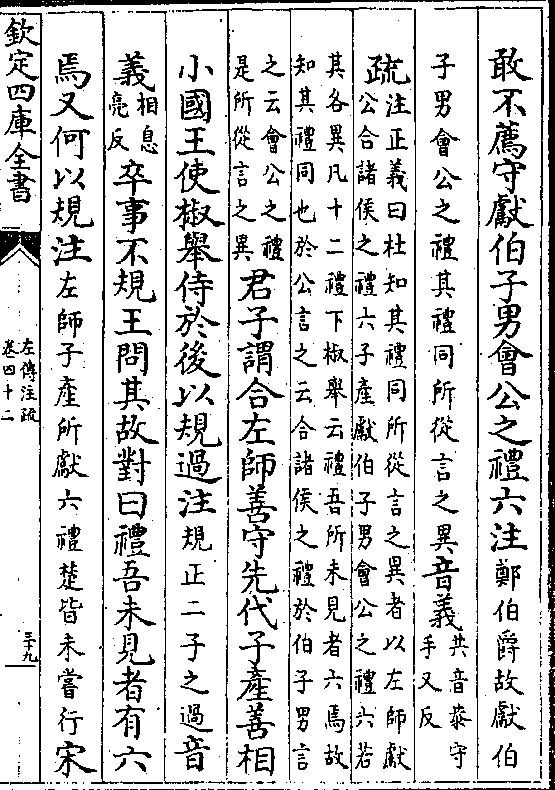 敢不薦守獻伯子男會公之禮六注鄭伯爵故獻伯
子男會公之禮其禮同所從言之異音義共音恭守
手又反
疏注正義曰杜知其禮同所從言之異者以左師獻
公合諸侯之禮六子產獻伯子男會公之禮六若
其各異凡十二禮下椒舉云禮吾所未見者六焉故
知其禮同也於公言之云合諸侯之禮於伯子男言
之云會公之禮
是所從言之異君子謂合左師善守先代子產善相
小國王使椒舉侍於後以規過注規正二子之過音
義相息
亮反卒事不規王問其故對曰禮吾未見者有六
焉又何以規注左師子產所獻六禮楚皆未嘗行宋
欽定四庫全書
左傳注疏
卷四十二
三十九